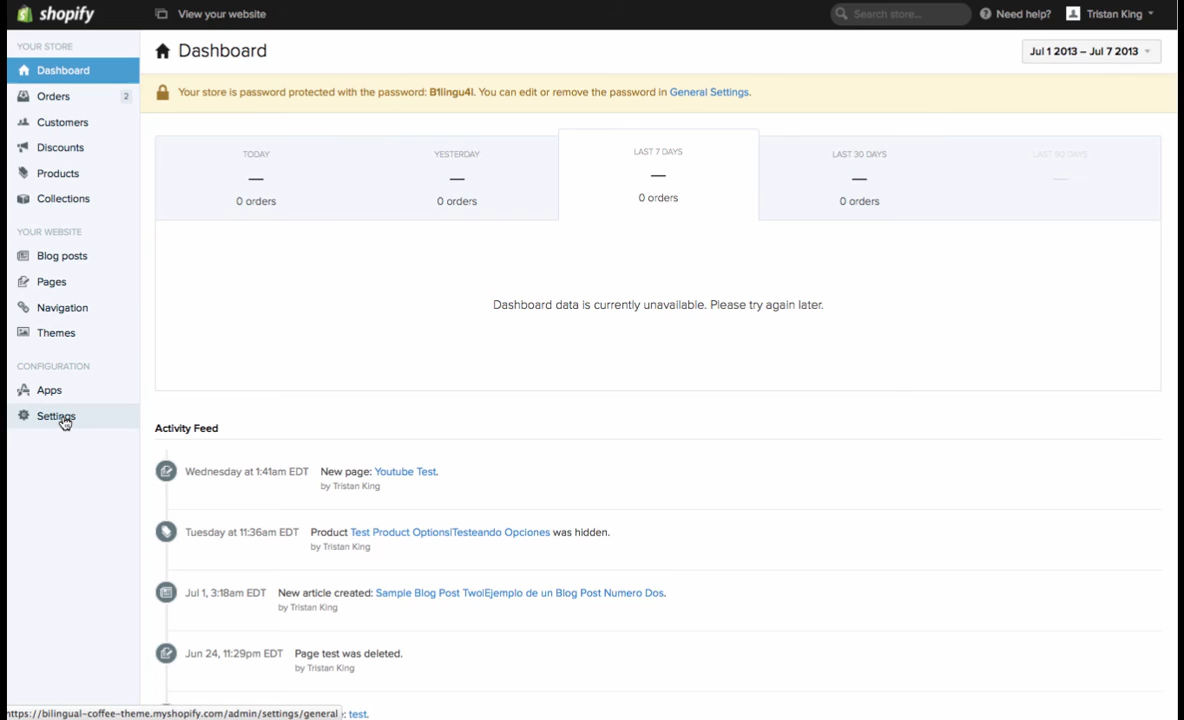 shopify
View your website
Search store...
Need help?
Tristan King
YOUR STORE
Dashboard
Orders 2
Customers
Discounts
Products
Collections
YOUR WEBSITE
Blog posts
Pages
Navigation
Themes
CONFIGURATION
Apps
Settings
Dashboard
Jul 1 2013 – Jul 7 2013
Your store is password protected with the password: B1lingu4l. You can edit or remove the password in General Settings.
TODAY
—
0 orders
YESTERDAY
—
0 orders
LAST 7 DAYS
—
0 orders
LAST 30 DAYS
—
0 orders
LAST 90 DAYS
—
Dashboard data is currently unavailable. Please try again later.
Activity Feed
Wednesday at 1:41am EDT New page: Youtube Test.
by Tristan King
Tuesday at 11:36am EDT Product Test Product Options|Testeando Opciones was hidden.
by Tristan King
Jul 1, 3:18am EDT New article created: Sample Blog Post Two|Ejemplo de un Blog Post Numero Dos.
by Tristan King
Jun 24, 11:29pm EDT Page test was deleted.
by Tristan King
https://bilingual-coffee-theme.myshopify.com/admin/settings/general : test.